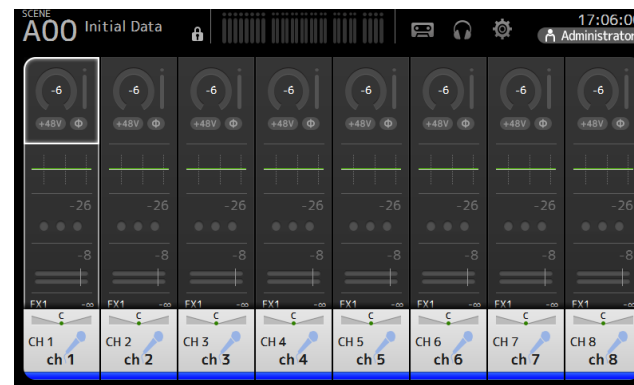 SCENE
A00 Initial Data
17:06:0
Administrator
-6 -6 -6 -6 -6 -6 -6 -6
+48V Φ +48V Φ +48V Φ +48V Φ +48V Φ +48V Φ +48V Φ +48V Φ
-26 -26 -26 -26 -26 -26 -26 -26
-8 -8 -8 -8 -8 -8 -8 -8
FX1 -∞ FX1 -∞ FX1 -∞ FX1 -∞ FX1 -∞ FX1 -∞ FX1 -∞ FX1 -∞
C C C C C C C C
CH 1 CH 2 CH 3 CH 4 CH 5 CH 6 CH 7 CH 8
ch 1 ch 2 ch 3 ch 4 ch 5 ch 6 ch 7 ch 8